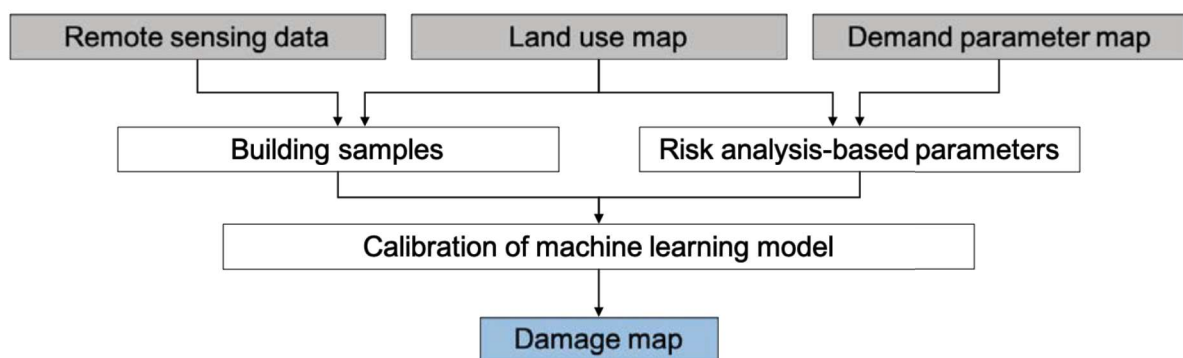 Remote sensing data
Land use map
Demand parameter map
Building samples
Risk analysis-based parameters
Calibration of machine learning model
Damage map